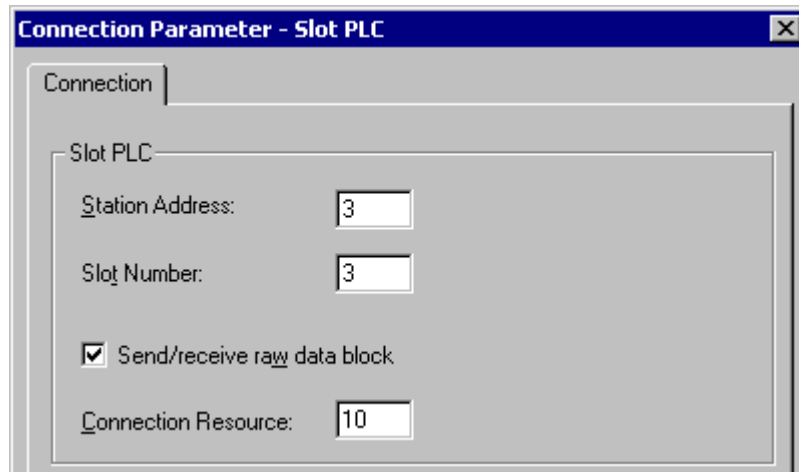 Connection Parameter - Slot PLC
Connection
Slot PLC
Station Address: 3
Slot Number: 3
Send/receive raw data block
Connection Resource: 10